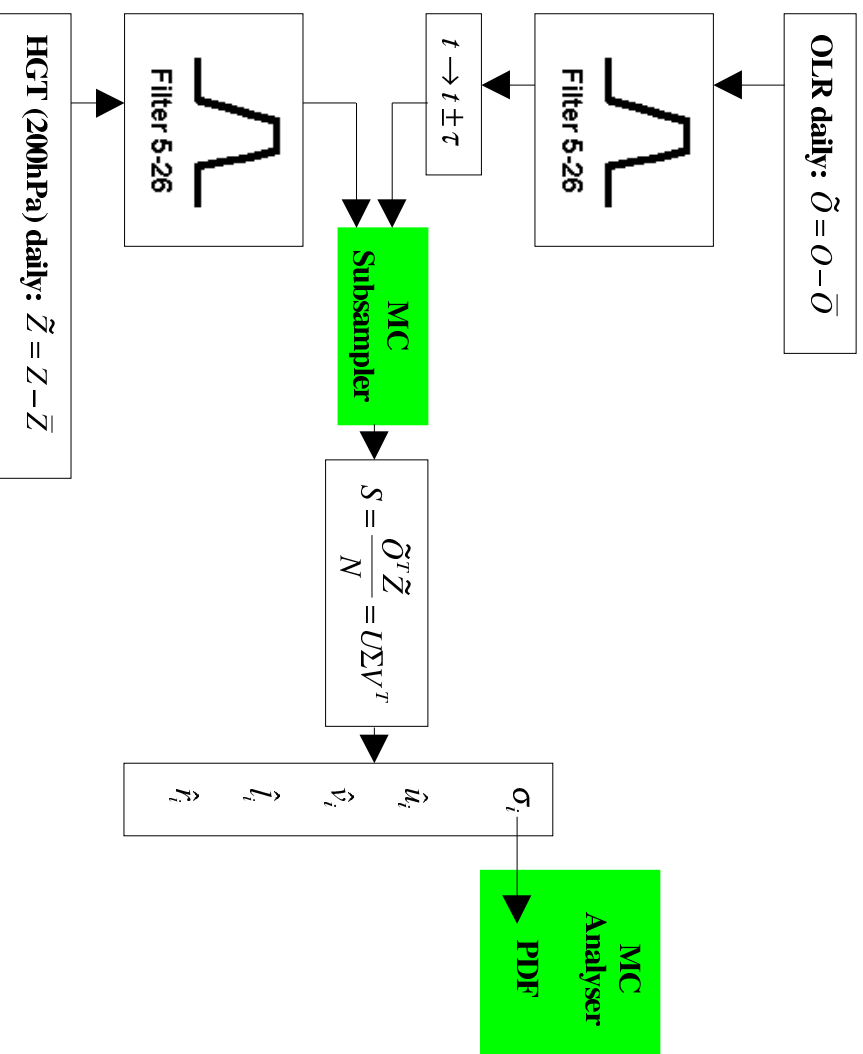 OLR daily: Õ = O − O̅
Filter 5-26
t → t ± τ
HGT (200hPa) daily: Z̃ = Z − Z̅
Filter 5-26
MC
Subsampler
S = ÕᵀZ̃ / N = UΣVᵀ
σᵢ
ûᵢ
v̂ᵢ
l̂ᵢ
r̂ᵢ
MC
Analyser
PDF